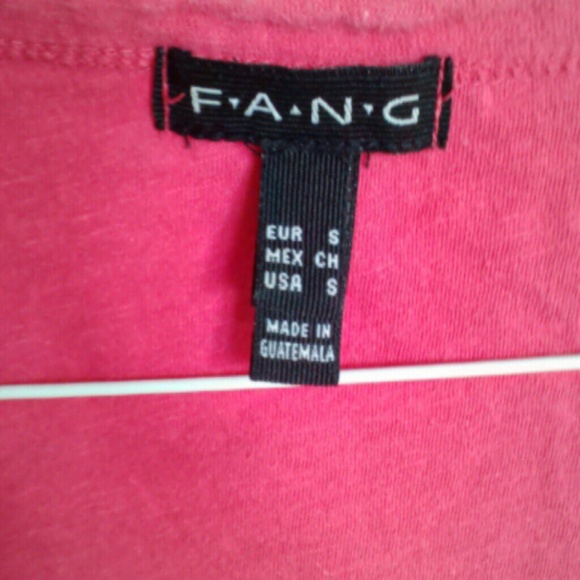 F▾A▴N▾G
EUR S
MEX CH
USA S
MADE IN
GUATEMALA